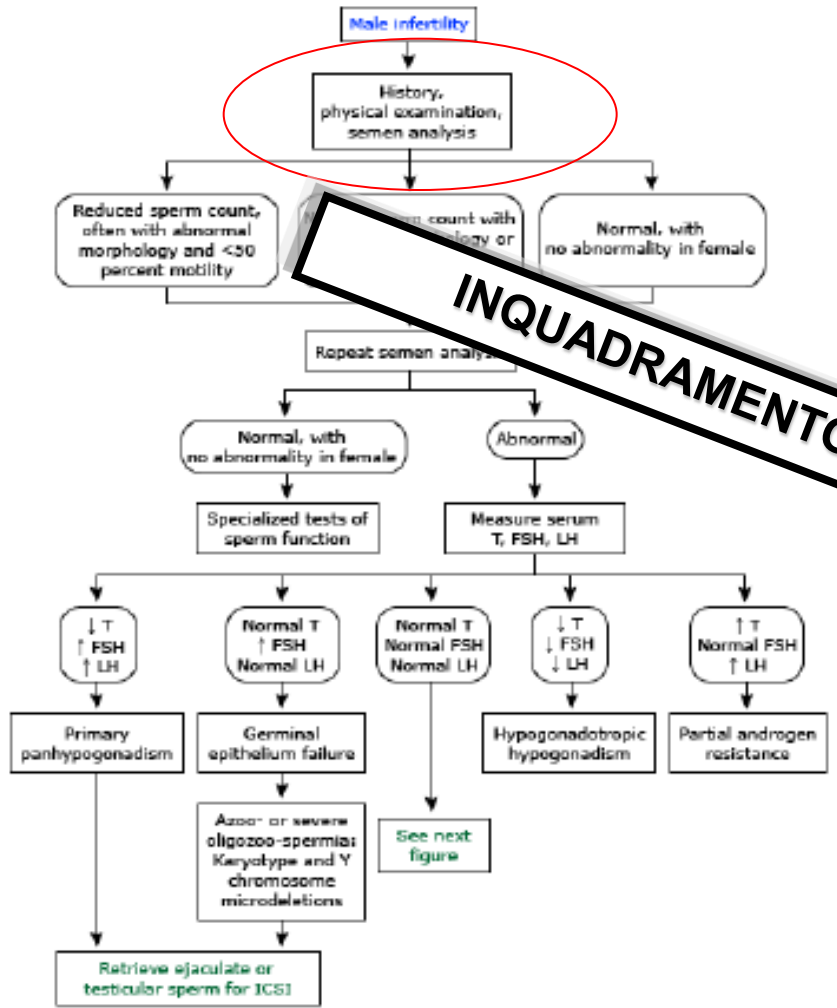 Male infertility
History,
physical examination,
semen analysis
Reduced sperm count,
often with abnormal
morphology and <50
percent motility
count with
or
Normal, with
no abnormality in female
INQUADRAMENTO
Repeat semen
Normal, with
no abnormality in female
Abnormal
Specialized tests of
sperm function
Measure serum
T, FSH, LH
↓ T
↑ FSH
↑ LH
Normal T
↑ FSH
Normal LH
Normal T
Normal FSH
Normal LH
↓ T
↓ FSH
↓ LH
↑ T
Normal FSH
↑ LH
Primary
panhypogonadism
Germinal
epithelium failure
Hypogonadotropic
hypogonadism
Partial androgen
resistance
Azoo- or severe
oligozoo-spermia:
Karyotype and Y
chromosome
microdeletions
See next
figure
Retrieve ejaculate or
testicular sperm for ICSI